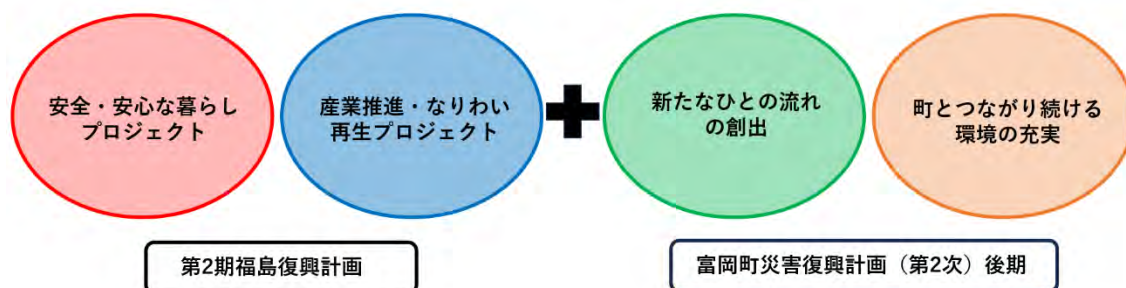 安全・安心な暮らし
プロジェクト
産業推進・なりわい
再生プロジェクト
新たなひとの流れ
の創出
町とつながり続ける
環境の充実
第2期福島復興計画
富岡町災害復興計画（第2次）後期